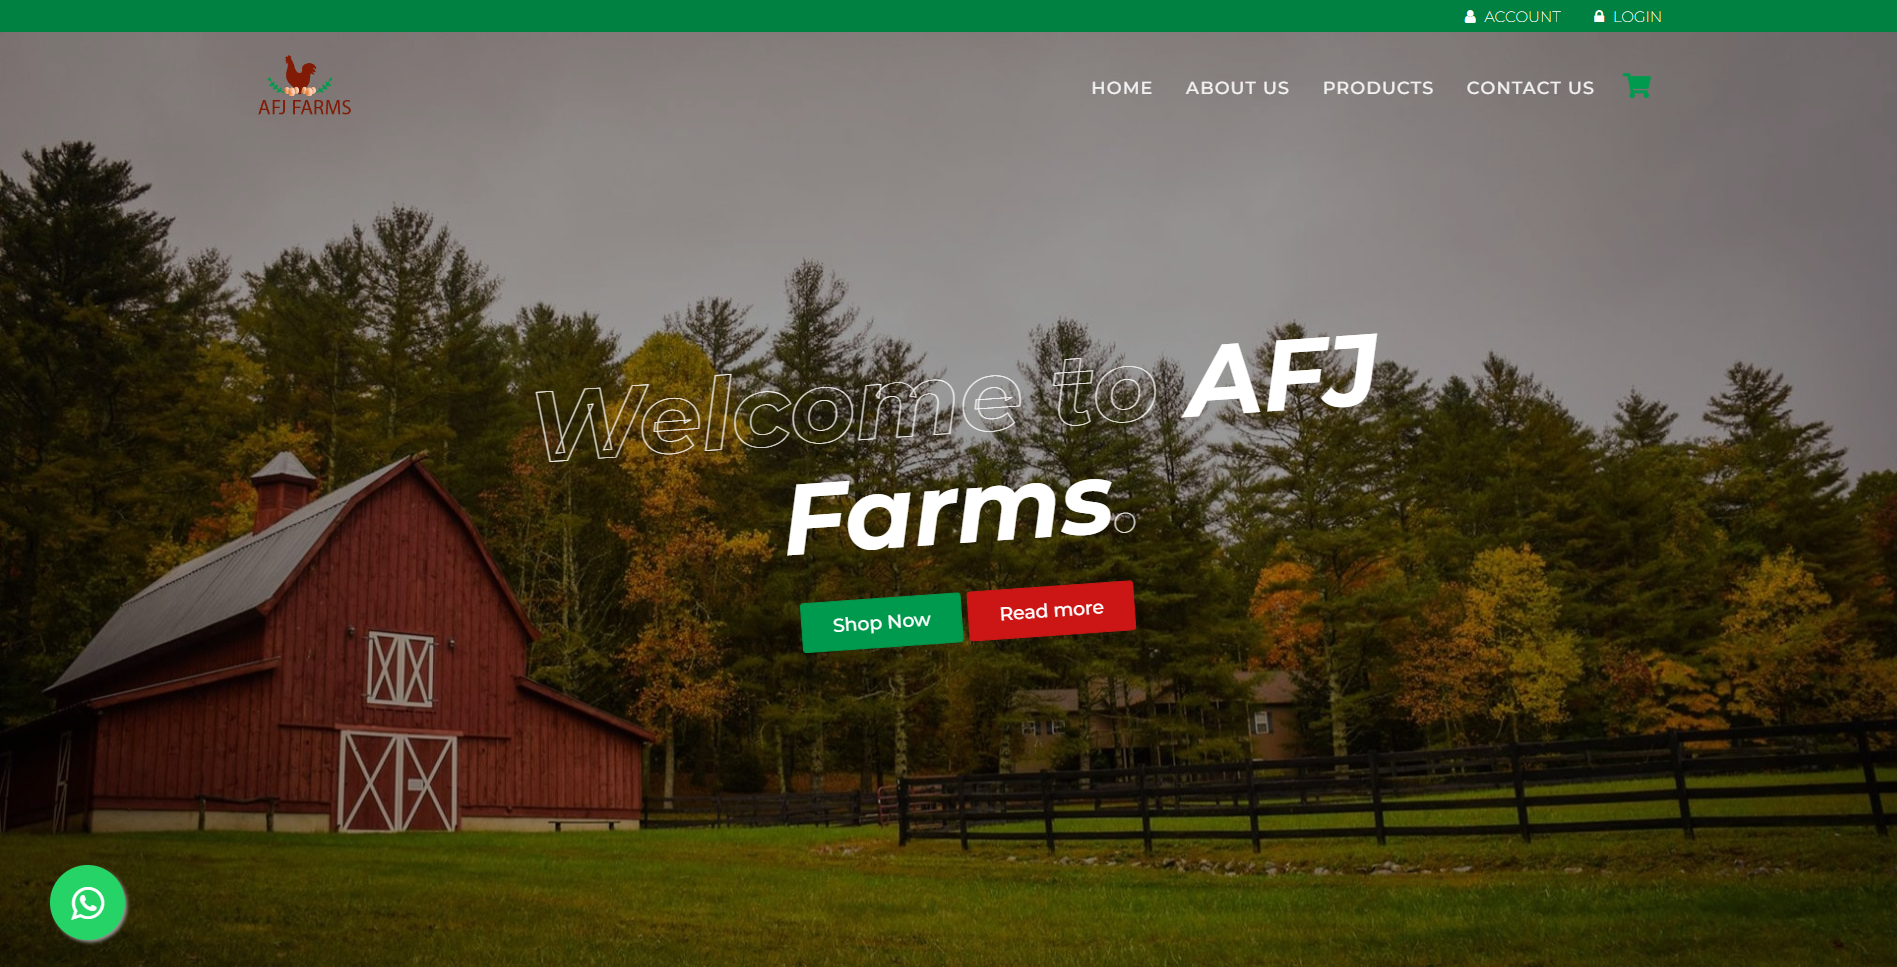 ACCOUNT LOGIN
AFJ FARMS
HOME ABOUT US PRODUCTS CONTACT US
Welcome to AFJ
Farms.
Shop Now Read more